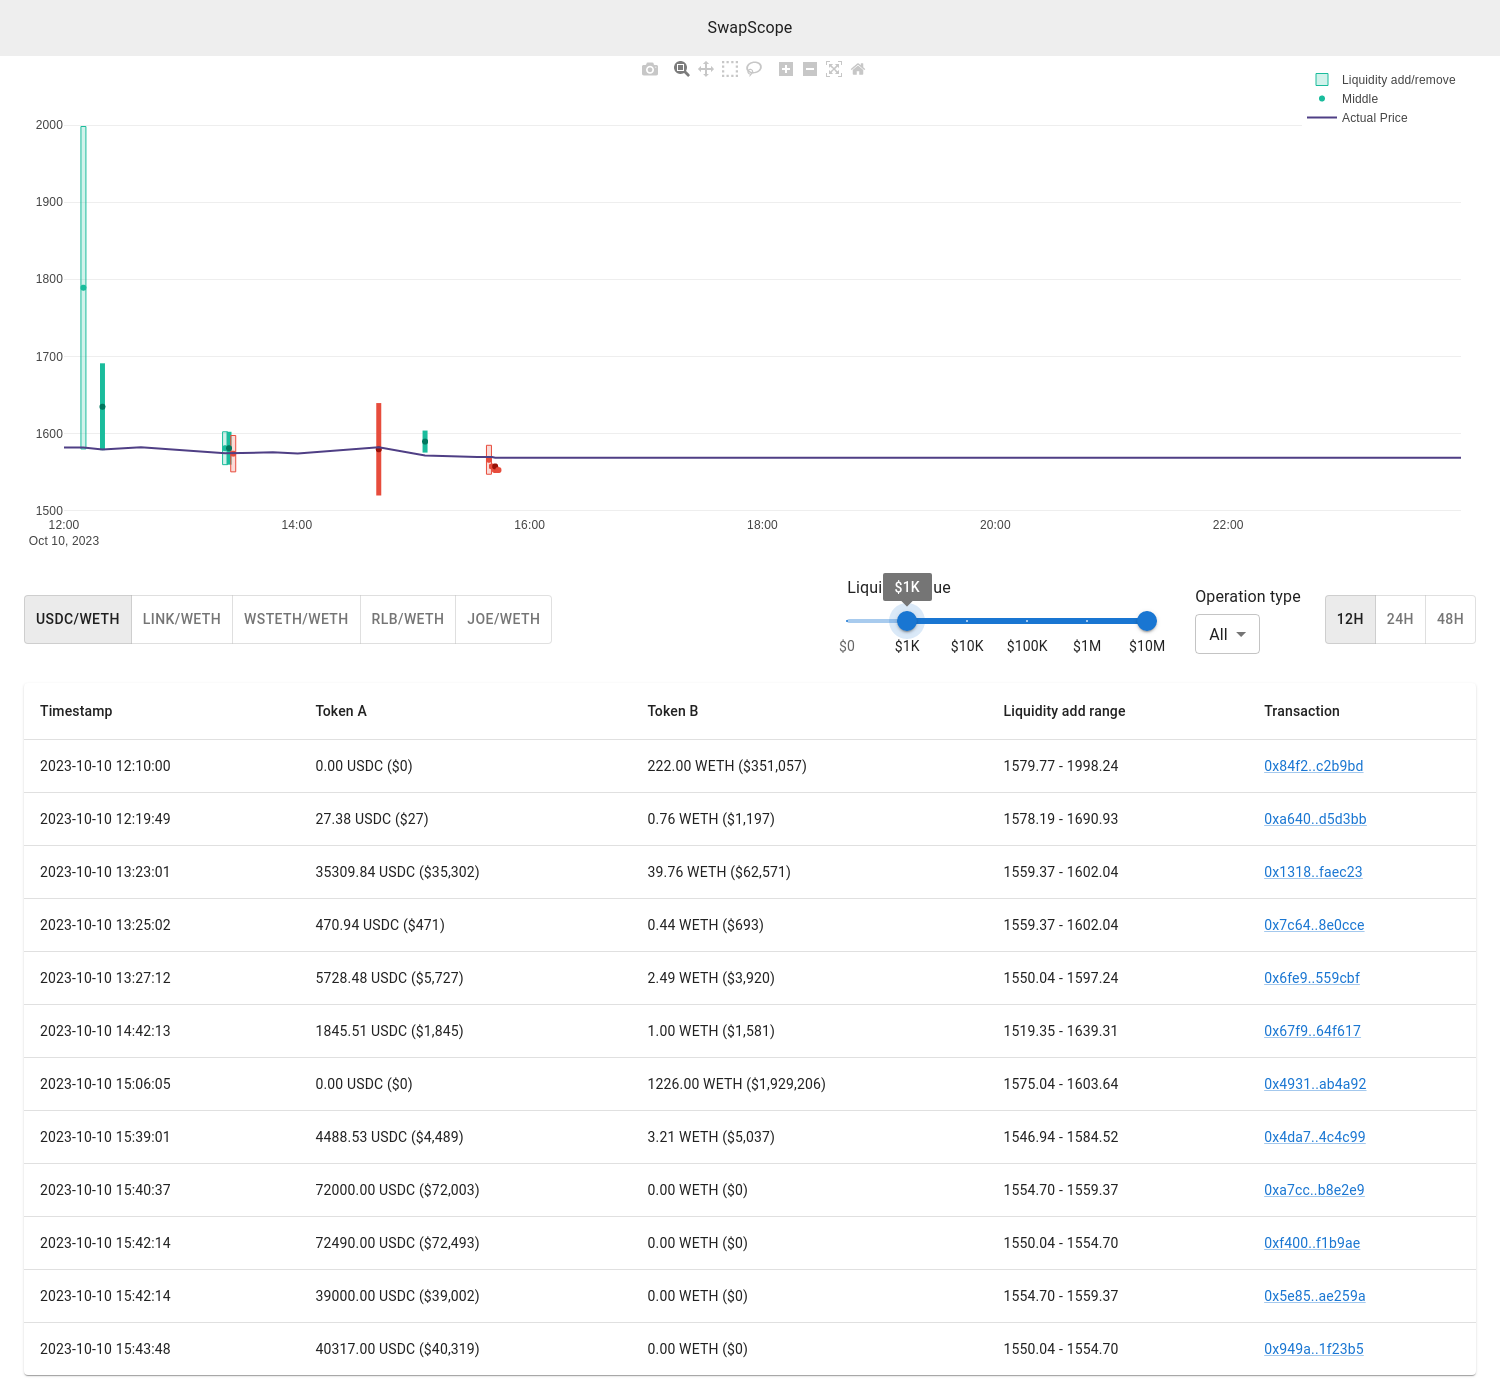 SwapScope
Liquidity add/remove
Middle
Actual Price
2000
1900
1800
1700
1600
1500
12:00 14:00 16:00 18:00 20:00 22:00
Oct 10, 2023
Liqui $1K ue
Operation type
USDC/WETH LINK/WETH WSTETH/WETH RLB/WETH JOE/WETH
All
12H 24H 48H
$0 $1K $10K $100K $1M $10M
Timestamp Token A Token B Liquidity add range Transaction
2023-10-10 12:10:00 0.00 USDC ($0) 222.00 WETH ($351,057) 1579.77 - 1998.24 0x84f2..c2b9bd
2023-10-10 12:19:49 27.38 USDC ($27) 0.76 WETH ($1,197) 1578.19 - 1690.93 0xa640..d5d3bb
2023-10-10 13:23:01 35309.84 USDC ($35,302) 39.76 WETH ($62,571) 1559.37 - 1602.04 0x1318..faec23
2023-10-10 13:25:02 470.94 USDC ($471) 0.44 WETH ($693) 1559.37 - 1602.04 0x7c64..8e0cce
2023-10-10 13:27:12 5728.48 USDC ($5,727) 2.49 WETH ($3,920) 1550.04 - 1597.24 0x6fe9..559cbf
2023-10-10 14:42:13 1845.51 USDC ($1,845) 1.00 WETH ($1,581) 1519.35 - 1639.31 0x67f9..64f617
2023-10-10 15:06:05 0.00 USDC ($0) 1226.00 WETH ($1,929,206) 1575.04 - 1603.64 0x4931..ab4a92
2023-10-10 15:39:01 4488.53 USDC ($4,489) 3.21 WETH ($5,037) 1546.94 - 1584.52 0x4da7..4c4c99
2023-10-10 15:40:37 72000.00 USDC ($72,003) 0.00 WETH ($0) 1554.70 - 1559.37 0xa7cc..b8e2e9
2023-10-10 15:42:14 72490.00 USDC ($72,493) 0.00 WETH ($0) 1550.04 - 1554.70 0xf400..f1b9ae
2023-10-10 15:42:14 39000.00 USDC ($39,002) 0.00 WETH ($0) 1554.70 - 1559.37 0x5e85..ae259a
2023-10-10 15:43:48 40317.00 USDC ($40,319) 0.00 WETH ($0) 1550.04 - 1554.70 0x949a..1f23b5